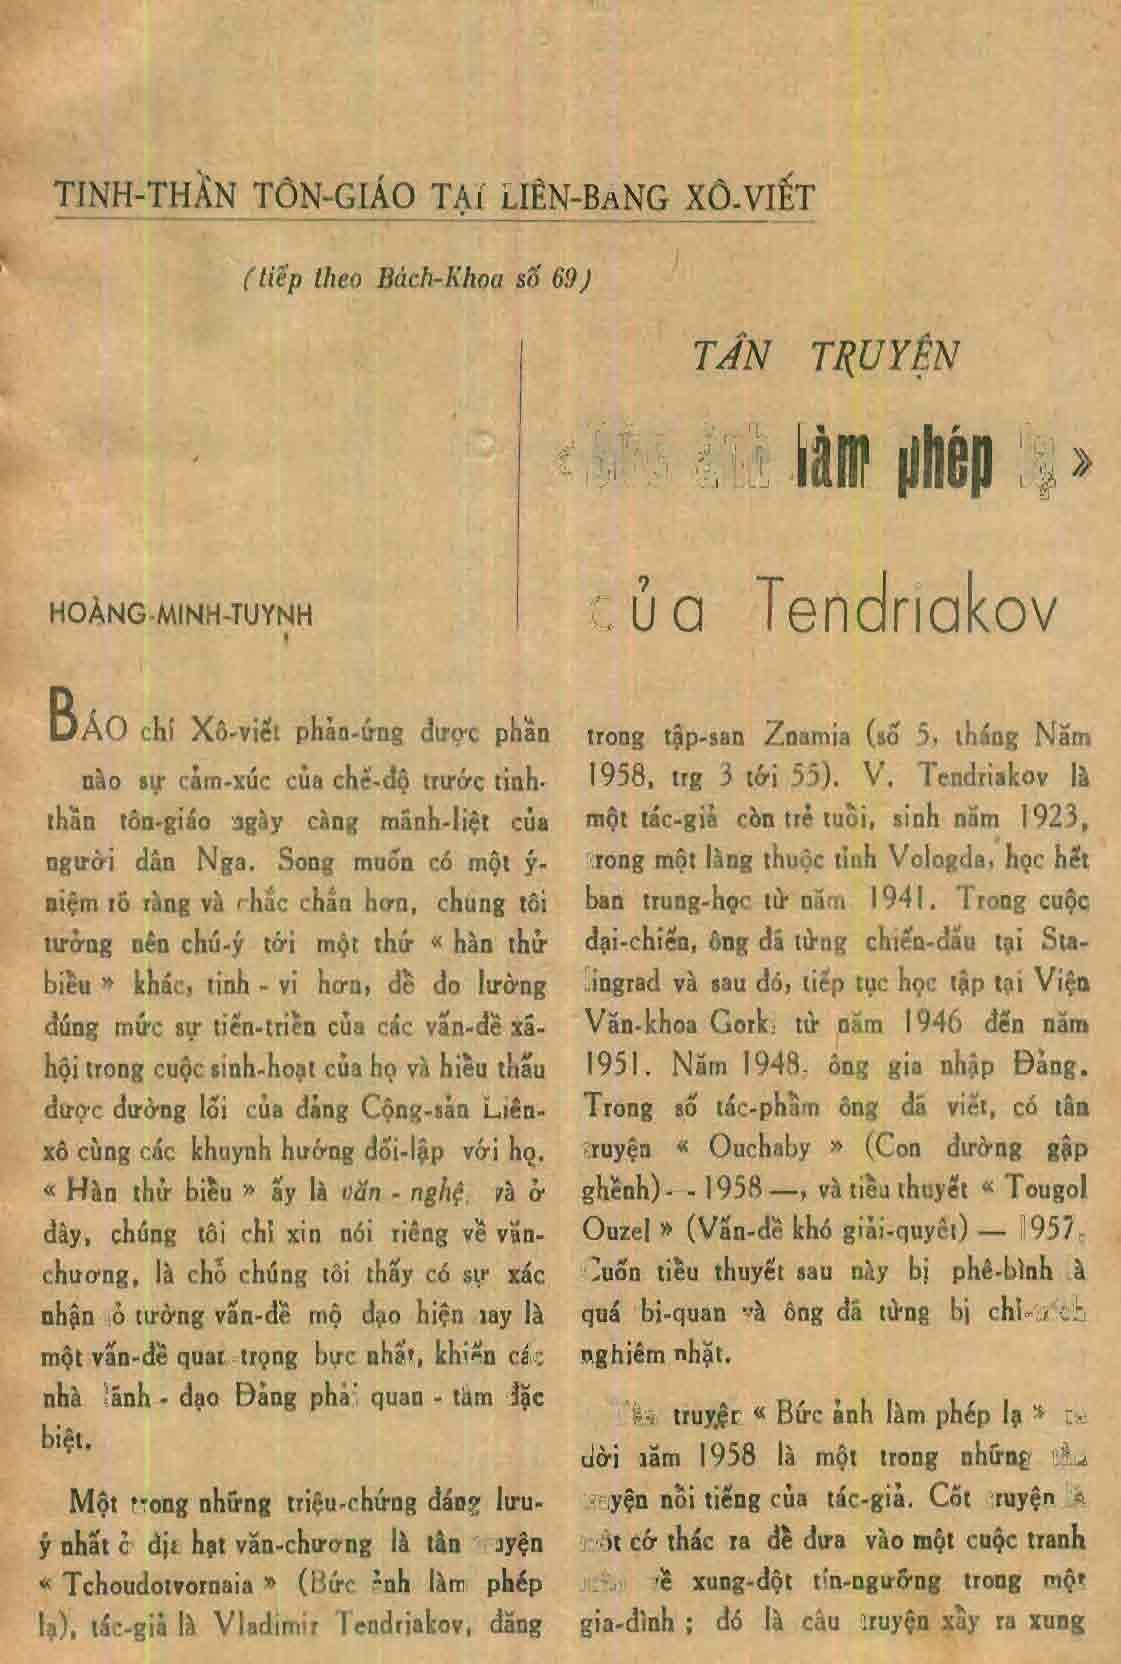 TINH-THẦN TÔN-GIÁO TẠI LIÊN-BANG XÔ-VIẾT
(tiếp theo Bách-Khoa số 69)
TÂN TRUYỆN
« Bức ảnh làm phép lạ »
của Tendriakov
HOÀNG-MINH-TUYNH
BÁO chí Xô-viết phản-ứng được phần
nào sự cảm-xúc của chế-độ trước tinh-
thần tôn-giáo ngày càng mãnh-liệt của
người dân Nga. Song muốn có một ý-
niệm rõ ràng và chắc chắn hơn, chúng tôi
tưởng nên chú-ý tới một thứ « hàn thử
biểu » khác, tinh - vi hơn, để đo lường
đúng mức sự tiến-triển của các vấn-đề xã-
hội trong cuộc sinh-hoạt của họ và hiểu thấu
được đường lối của đảng Cộng-sản Liên-
xô cùng các khuynh hướng đối-lập với họ.
« Hàn thử biểu » ấy là văn - nghệ, và ở
đây, chúng tôi chỉ xin nói riêng về văn-
chương, là chỗ chúng tôi thấy có sự xác
nhận tỏ tường vấn-đề mộ đạo hiện nay là
một vấn-đề quan trọng bực nhất, khiến các
nhà lãnh - đạo Đảng phải quan - tâm đặc
biệt.
Một trong những triệu-chứng đáng lưu-
ý nhất ở địa hạt văn-chương là tân truyện
« Tchoudotvornaia » (Bức ảnh làm phép
lạ), tác-giả là Vladimir Tendriakov, đăng
trong tập-san Znamia (số 5, tháng Năm
1958, trg 3 tới 55). V. Tendriakov là
một tác-giả còn trẻ tuổi, sinh năm 1923,
trong một làng thuộc tỉnh Vologda, học hết
ban trung-học từ năm 1941. Trong cuộc
đại-chiến, ông đã từng chiến-đấu tại Sta-
lingrad và sau đó, tiếp tục học tập tại Viện
Văn-khoa Gorki từ năm 1946 đến năm
1951. Năm 1948, ông gia nhập Đảng.
Trong số tác-phẩm ông đã viết, có tân
truyện « Ouchaby » (Con đường gập
ghềnh)- - 1958 —, và tiểu thuyết « Tougol
Ouzel » (Vấn-đề khó giải-quyết) — 1957.
Cuốn tiểu thuyết sau này bị phê-bình là
quá bi-quan và ông đã từng bị chỉ-trích
nghiêm nhặt.
Tân truyện « Bức ảnh làm phép lạ » ra
đời năm 1958 là một trong những tân
truyện nổi tiếng của tác-giả. Cốt truyện là
một cớ thác ra để đưa vào một cuộc tranh
về xung-đột tín-ngưỡng trong một
gia-đình ; đó là câu truyện xẩy ra xung